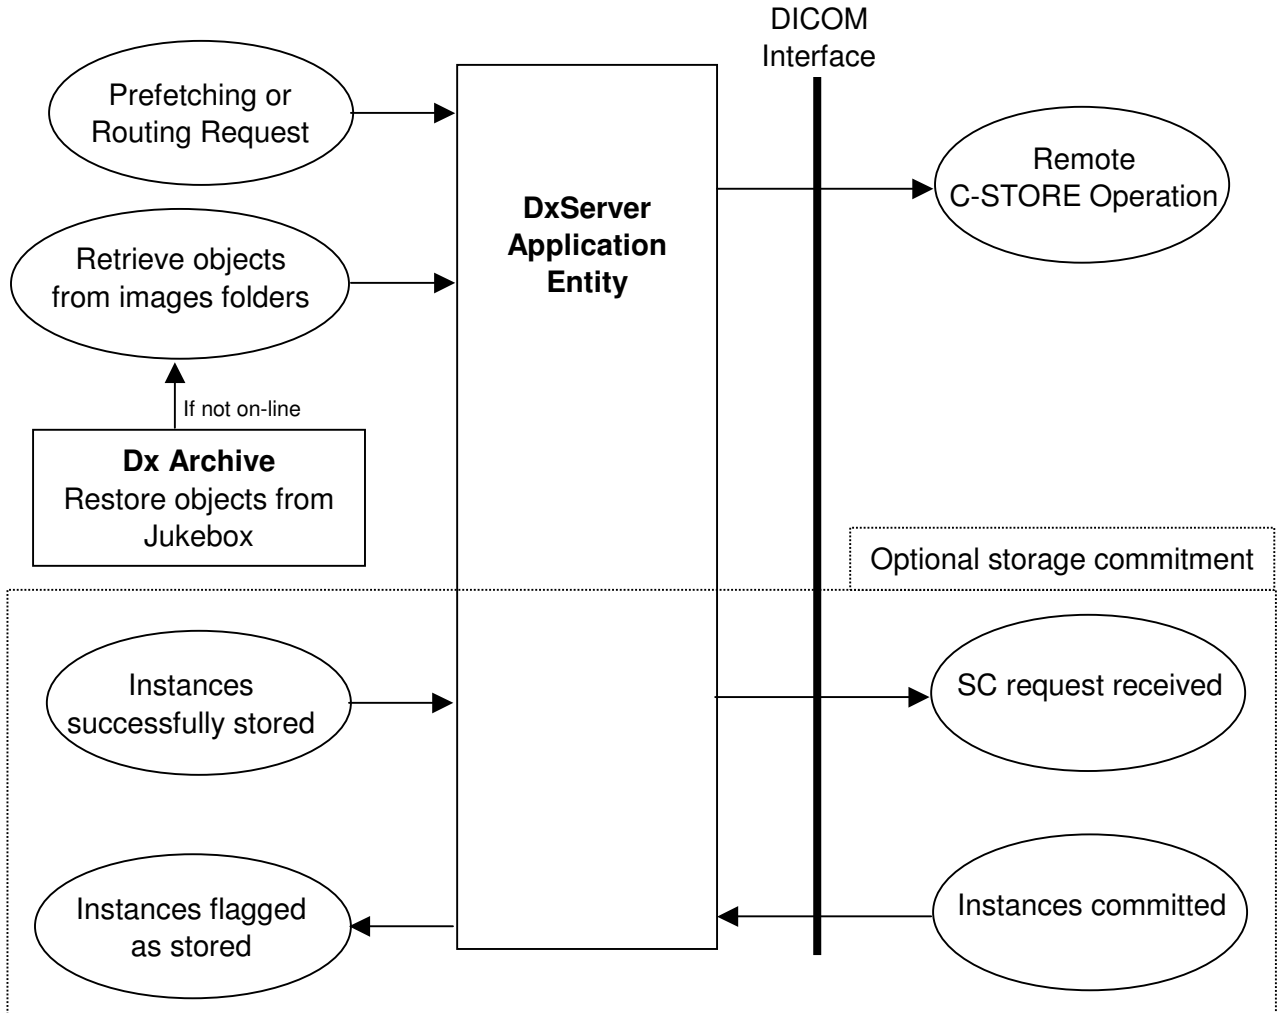 DICOM
Interface
Prefetching or
Routing Request
Remote
C-STORE Operation
DxServer
Application
Entity
Retrieve objects
from images folders
If not on-line
Dx Archive
Restore objects from
Jukebox
Optional storage commitment
Instances
successfully stored
SC request received
Instances flagged
as stored
Instances committed